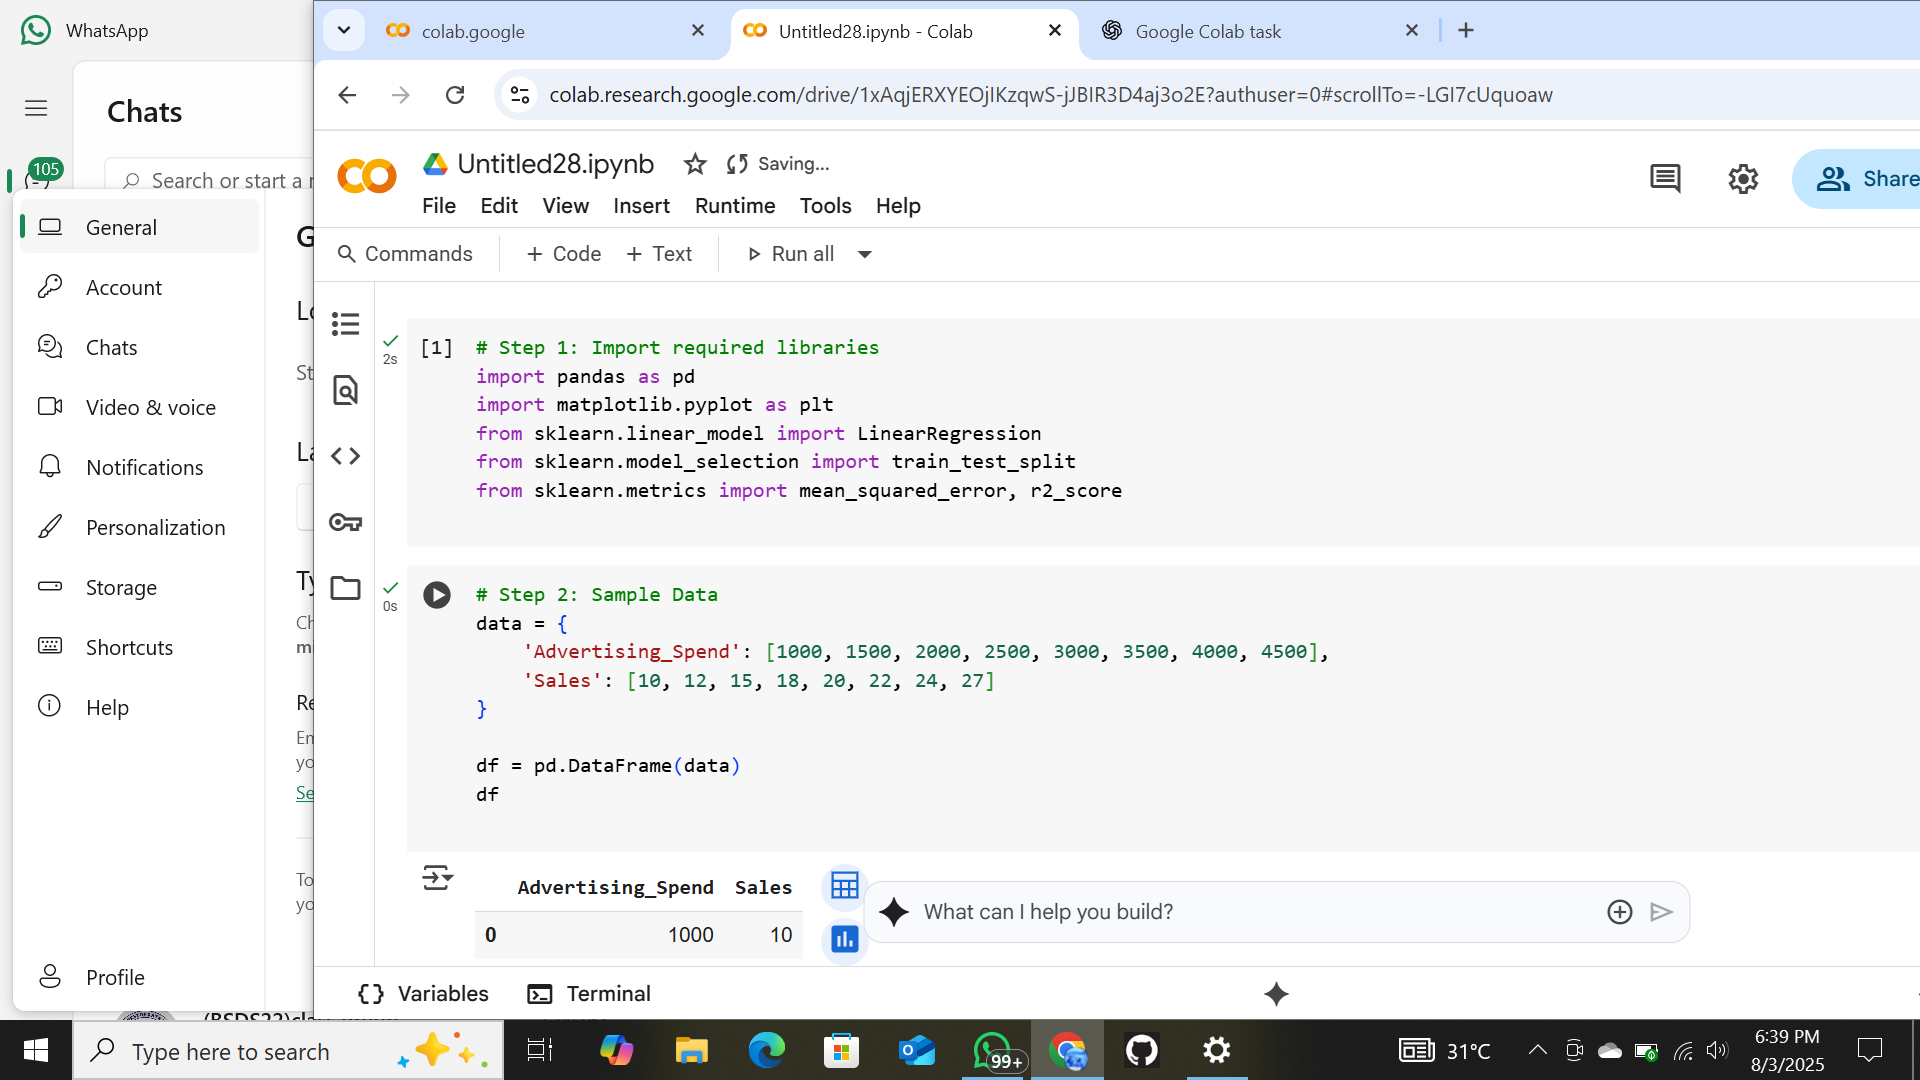 WhatsApp
Chats
105
Search or start a n
General
Account
Chats
Video & voice
Notifications
Personalization
Storage
Shortcuts
Help
Profile
G
Lo
St
La
Ty
Ch
m
Re
En
yo
Se
To
yo
colab.google
Untitled28.ipynb - Colab
Google Colab task
colab.research.google.com/drive/1xAqjERXYEOjIKzqwS-jJBIR3D4aj3o2E?authuser=0#scrollTo=-LGI7cUquoaw
Untitled28.ipynb
Saving...
Share
File Edit View Insert Runtime Tools Help
Commands + Code + Text Run all
2s
[1] # Step 1: Import required libraries
import pandas as pd
import matplotlib.pyplot as plt
from sklearn.linear_model import LinearRegression
from sklearn.model_selection import train_test_split
from sklearn.metrics import mean_squared_error, r2_score
0s
# Step 2: Sample Data
data = {
'Advertising_Spend': [1000, 1500, 2000, 2500, 3000, 3500, 4000, 4500],
'Sales': [10, 12, 15, 18, 20, 22, 24, 27]
}
df = pd.DataFrame(data)
df
Advertising_Spend Sales
0 1000 10
What can I help you build?
{} Variables Terminal
Type here to search
99+
31°C
6:39 PM
8/3/2025